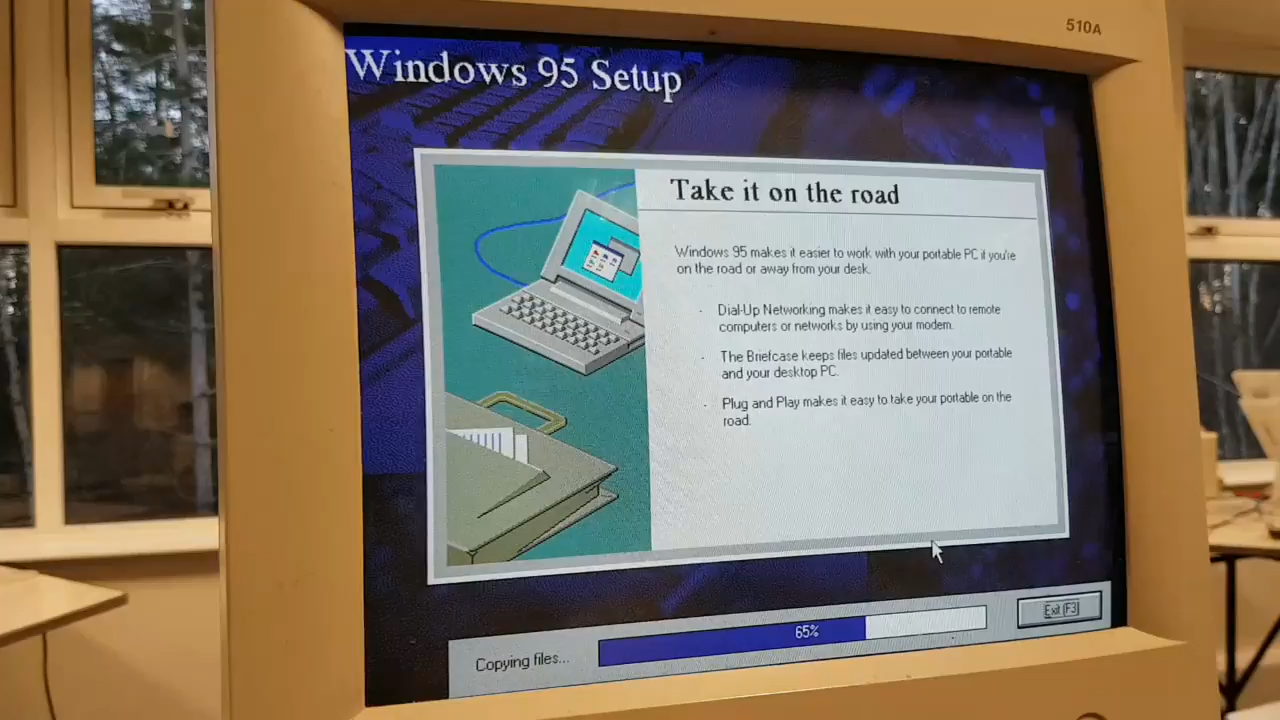 510A
Windows 95 Setup
Take it on the road
Windows 95 makes it easier to work with your portable PC if you're
on the road or away from your desk.
- Dial-Up Networking makes it easy to connect to remote
computers or networks by using your modem.
- The Briefcase keeps files updated between your portable
and your desktop PC.
- Plug and Play makes it easy to take your portable on the
road.
65%
Exit (F3)
Copying files...